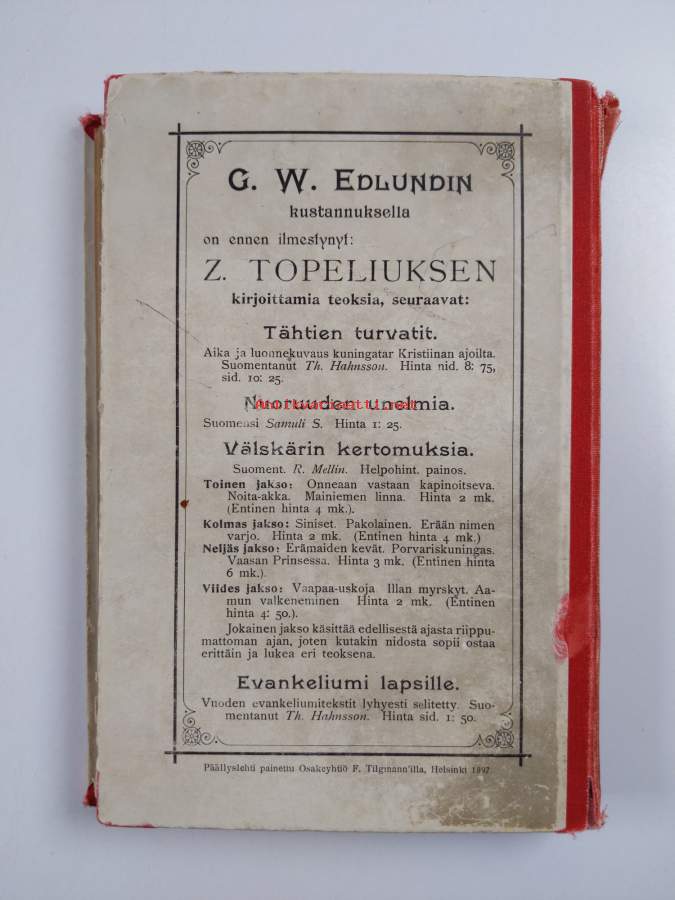 G. W. EDLUNDIN
kustannuksella
on ennen ilmestynyt:
Z. TOPELIUKSEN
kirjoittamia teoksia, seuraavat:
Tähtien turvatit.
Aika ja luonnekuvaus kuningatar Kristiinan ajoilta.
Suomentanut Th. Hahnsson. Hinta nid. 8: 75,
sid. 10: 25.
Nuoruuden unelmia.
Antikvariaatti.net
Suomensi Samuli S. Hinta 1: 25.
Välskärin kertomuksia.
Suoment. R. Mellin. Helpohint. painos.
Toinen jakso: Onneaan vastaan kapinoitseva.
Noita-akka. Mainiemen linna. Hinta 2 mk.
(Entinen hinta 4 mk.).
Kolmas jakso: Siniset. Pakolainen. Erään nimen
varjo. Hinta 2 mk. (Entinen hinta 4 mk.)
Neljäs jakso: Erämaiden kevät. Porvariskuningas.
Vaasan Prinsessa. Hinta 3 mk. (Entinen hinta
6 mk.).
Viides jakso: Vaapaa-uskoja Illan myrskyt. Aa-
mun valkeneminen Hinta 2 mk. (Entinen
hinta 4: 50.).
Jokainen jakso käsittää edellisestä ajasta riippu-
mattoman ajan, joten kutakin nidosta sopii ostaa
erittäin ja lukea eri teoksena.
Evankeliumi lapsille.
Vuoden evankeliumitekstit lyhyesti selitetty. Suo-
mentanut Th. Hahnsson. Hinta sid. 1: 50.
Päällyslehti painettu Osakeyhtiö F. Tilgmann'illa, Helsinki 1897